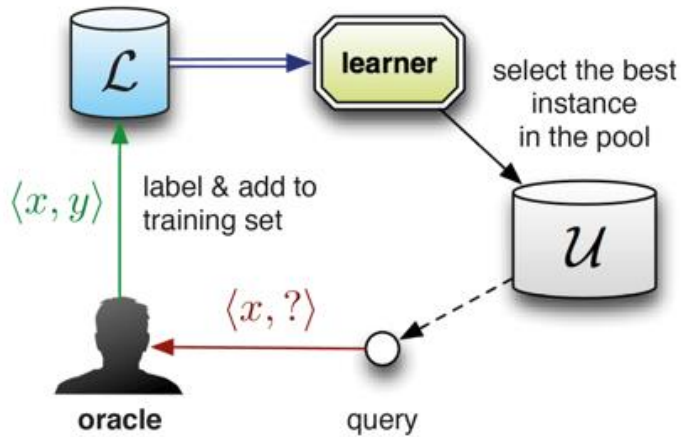 ℒ
learner
select the best
instance
in the pool
⟨x, y⟩
label & add to
training set
𝒰
⟨x, ?⟩
oracle
query